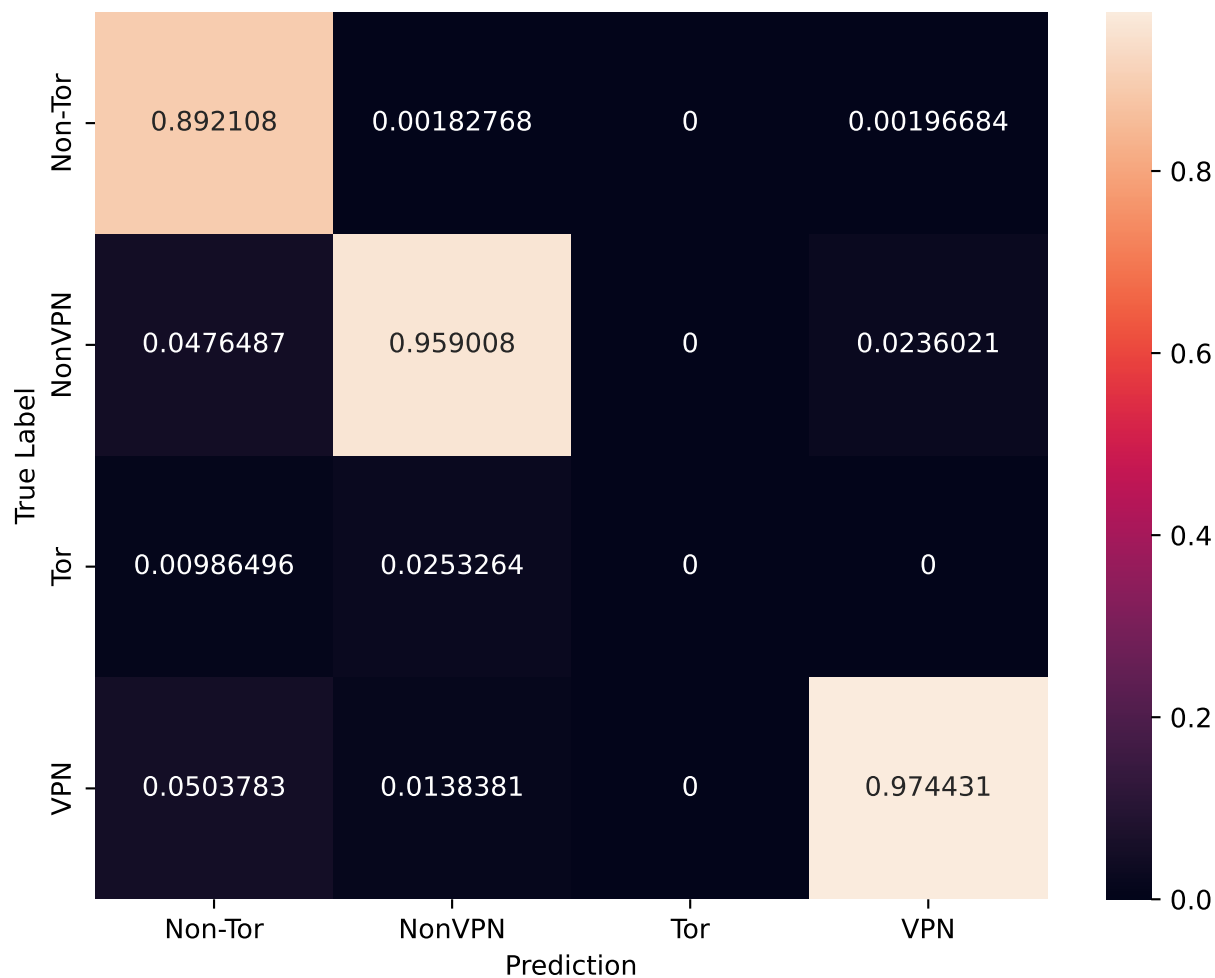 Non-Tor 0.892108 0.00182768 0 0.00196684
NonVPN 0.0476487 0.959008 0 0.0236021
Tor 0.00986496 0.0253264 0 0
VPN 0.0503783 0.0138381 0 0.974431
True Label
Non-Tor NonVPN Tor VPN
Prediction
0.8
0.6
0.4
0.2
0.0